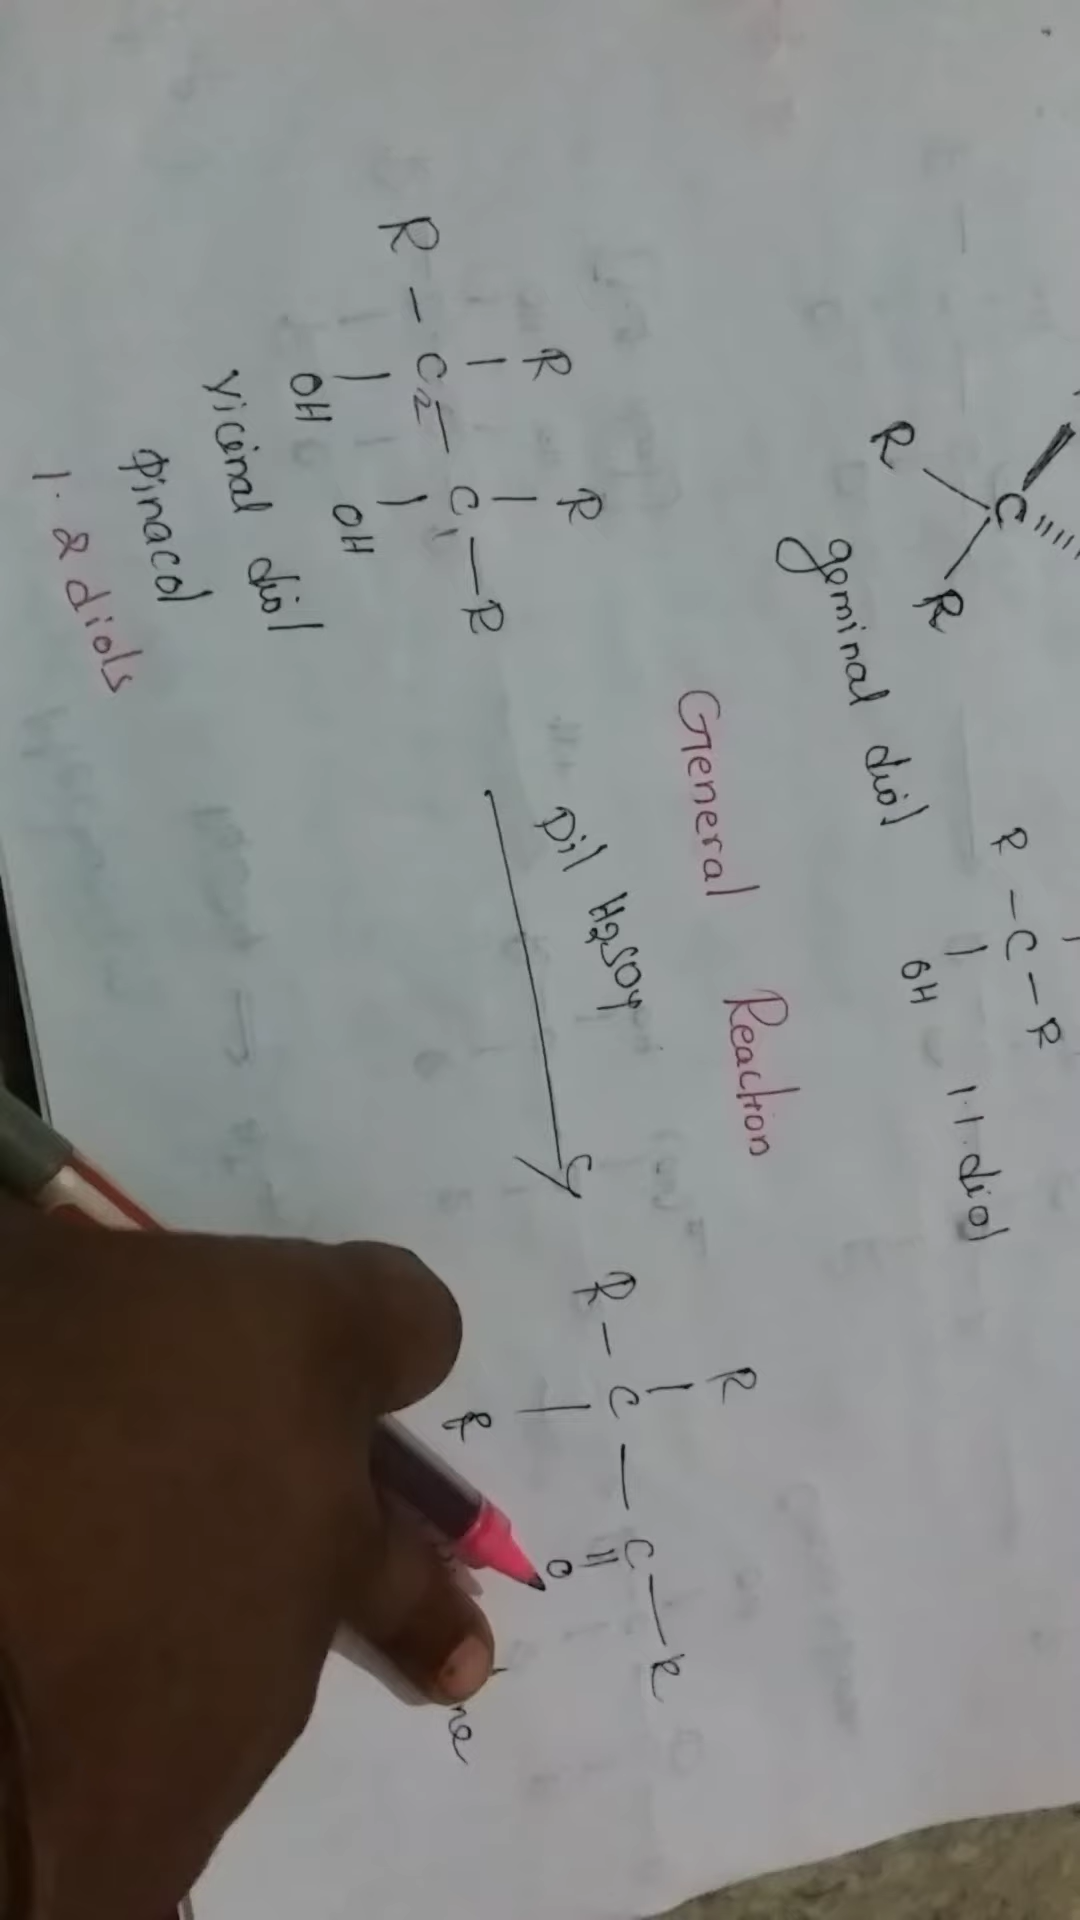 R R
C
geminal diol
R-C-R
OH
1.1.diol
General Reaction
R R
R-C2-C1-R
OH OH
vicinal diol
Pinacol
1.2 diols
Dil H2SO4
R
R-C-C-R
R O
ne